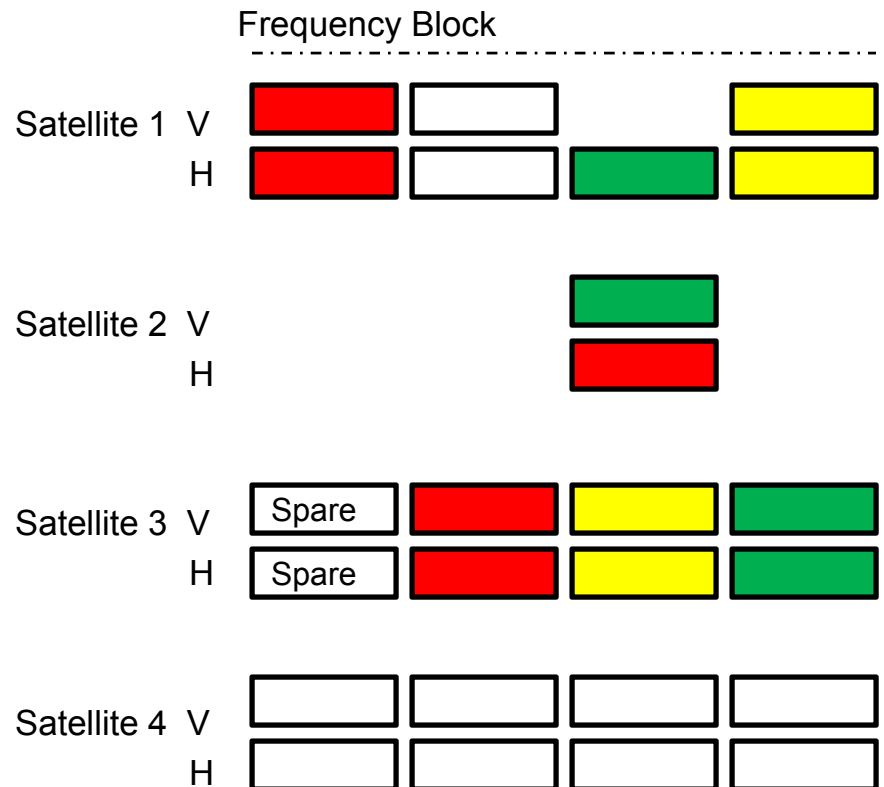 Frequency Block
Satellite 1 V
H
Satellite 2 V
H
Spare
Satellite 3 V
Spare
H
Satellite 4 V
H